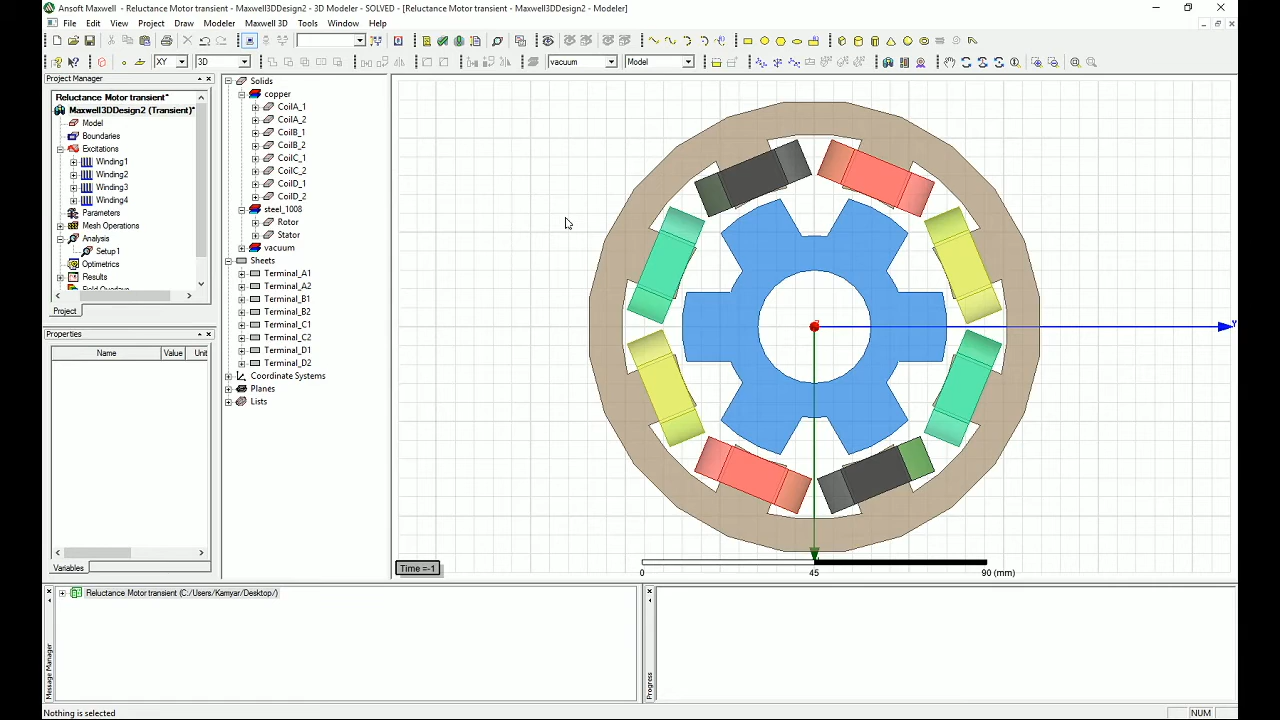 Ansoft Maxwell - Reluctance Motor transient - Maxwell3DDesign2 - 3D Modeler - SOLVED - [Reluctance Motor transient - Maxwell3DDesign2 - Modeler]
File Edit View Project Draw Modeler Maxwell 3D Tools Window Help
XY 3D vacuum Model
Project Manager
Reluctance Motor transient*
Maxwell3DDesign2 (Transient)*
Model
Boundaries
Excitations
Winding1
Winding2
Winding3
Winding4
Parameters
Mesh Operations
Analysis
Setup1
Optimetrics
Results
Field Overlays
Project
Properties
Name Value Unit
Variables
Solids
copper
CoilA_1
CoilA_2
CoilB_1
CoilB_2
CoilC_1
CoilC_2
CoilD_1
CoilD_2
steel_1008
Rotor
Stator
vacuum
Sheets
Terminal_A1
Terminal_A2
Terminal_B1
Terminal_B2
Terminal_C1
Terminal_C2
Terminal_D1
Terminal_D2
Coordinate Systems
Planes
Lists
Y
Time =-1
0 45 90 (mm)
Reluctance Motor transient (C:/Users/Kamyar/Desktop/)
Message Manager
Progress
Nothing is selected
NUM